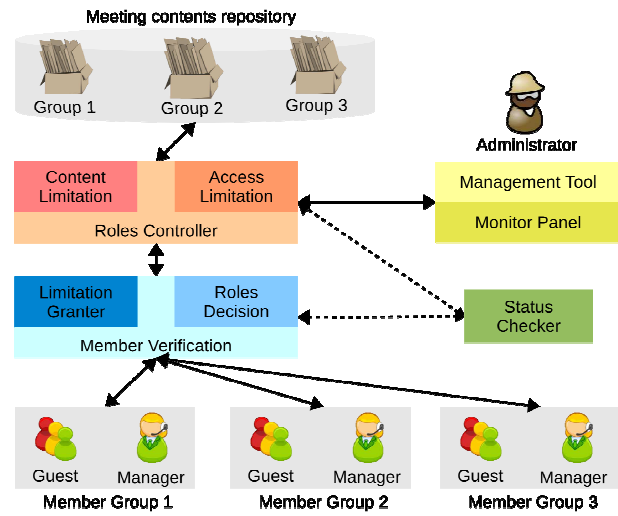 Meeting contents repository
Group 1
Group 2
Group 3
Administrator
Content
Limitation
Access
Limitation
Roles Controller
Management Tool
Monitor Panel
Limitation
Granter
Roles
Decision
Member Verification
Status
Checker
Guest
Manager
Guest
Manager
Guest
Manager
Member Group 1
Member Group 2
Member Group 3